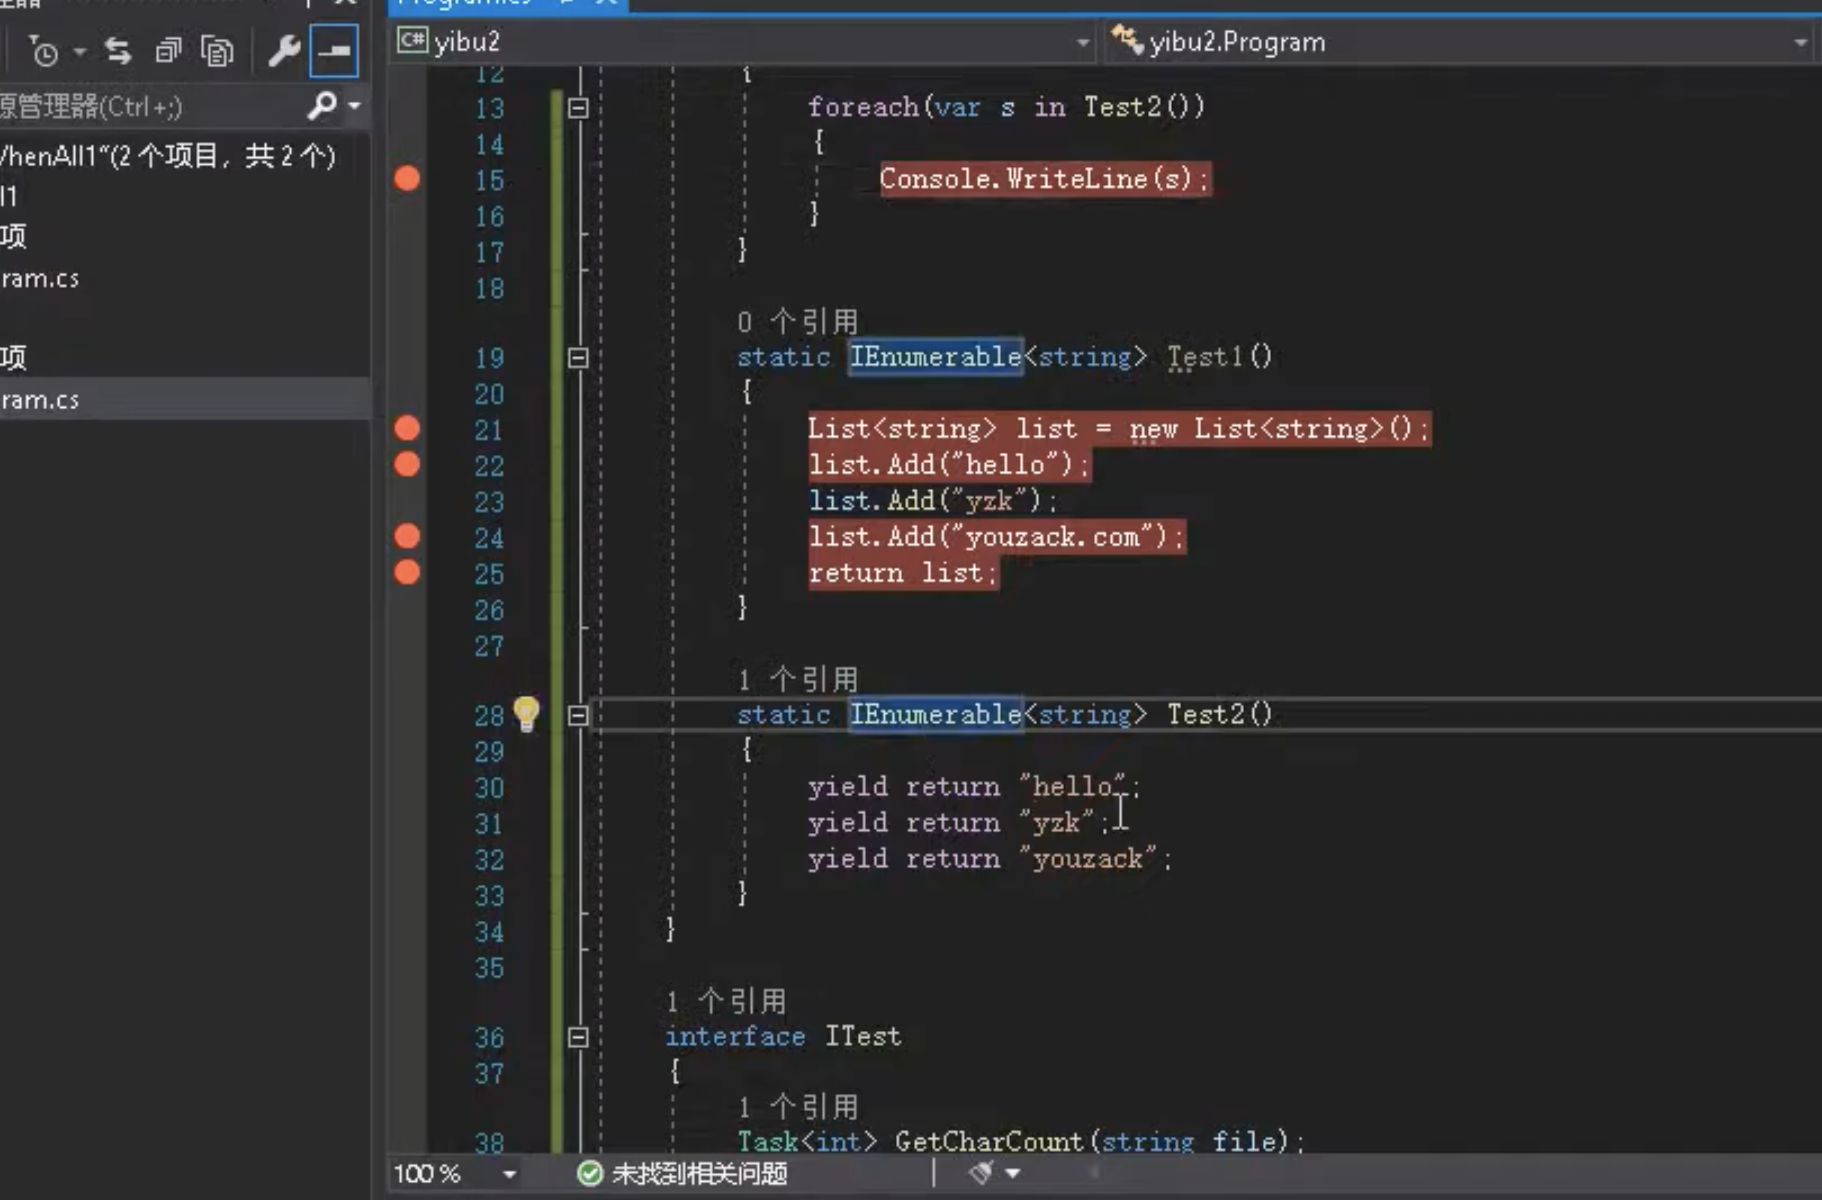 yibu2
yibu2.Program
原管理器(Ctrl+;)
/henAll1"(2 个项目，共 2 个)
l1
项
ram.cs
项
ram.cs
12 {
13 foreach(var s in Test2())
14 {
15 Console.WriteLine(s);
16 }
17 }
18
0 个引用
19 static IEnumerable<string> Test1()
20 {
21 List<string> list = new List<string>();
22 list.Add("hello");
23 list.Add("yzk");
24 list.Add("youzack.com");
25 return list;
26 }
27
1 个引用
28 static IEnumerable<string> Test2()
29 {
30 yield return "hello";
31 yield return "yzk";
32 yield return "youzack";
33 }
34 }
35
1 个引用
36 interface ITest
37 {
1 个引用
38 Task<int> GetCharCount(string file);
100 %
未找到相关问题